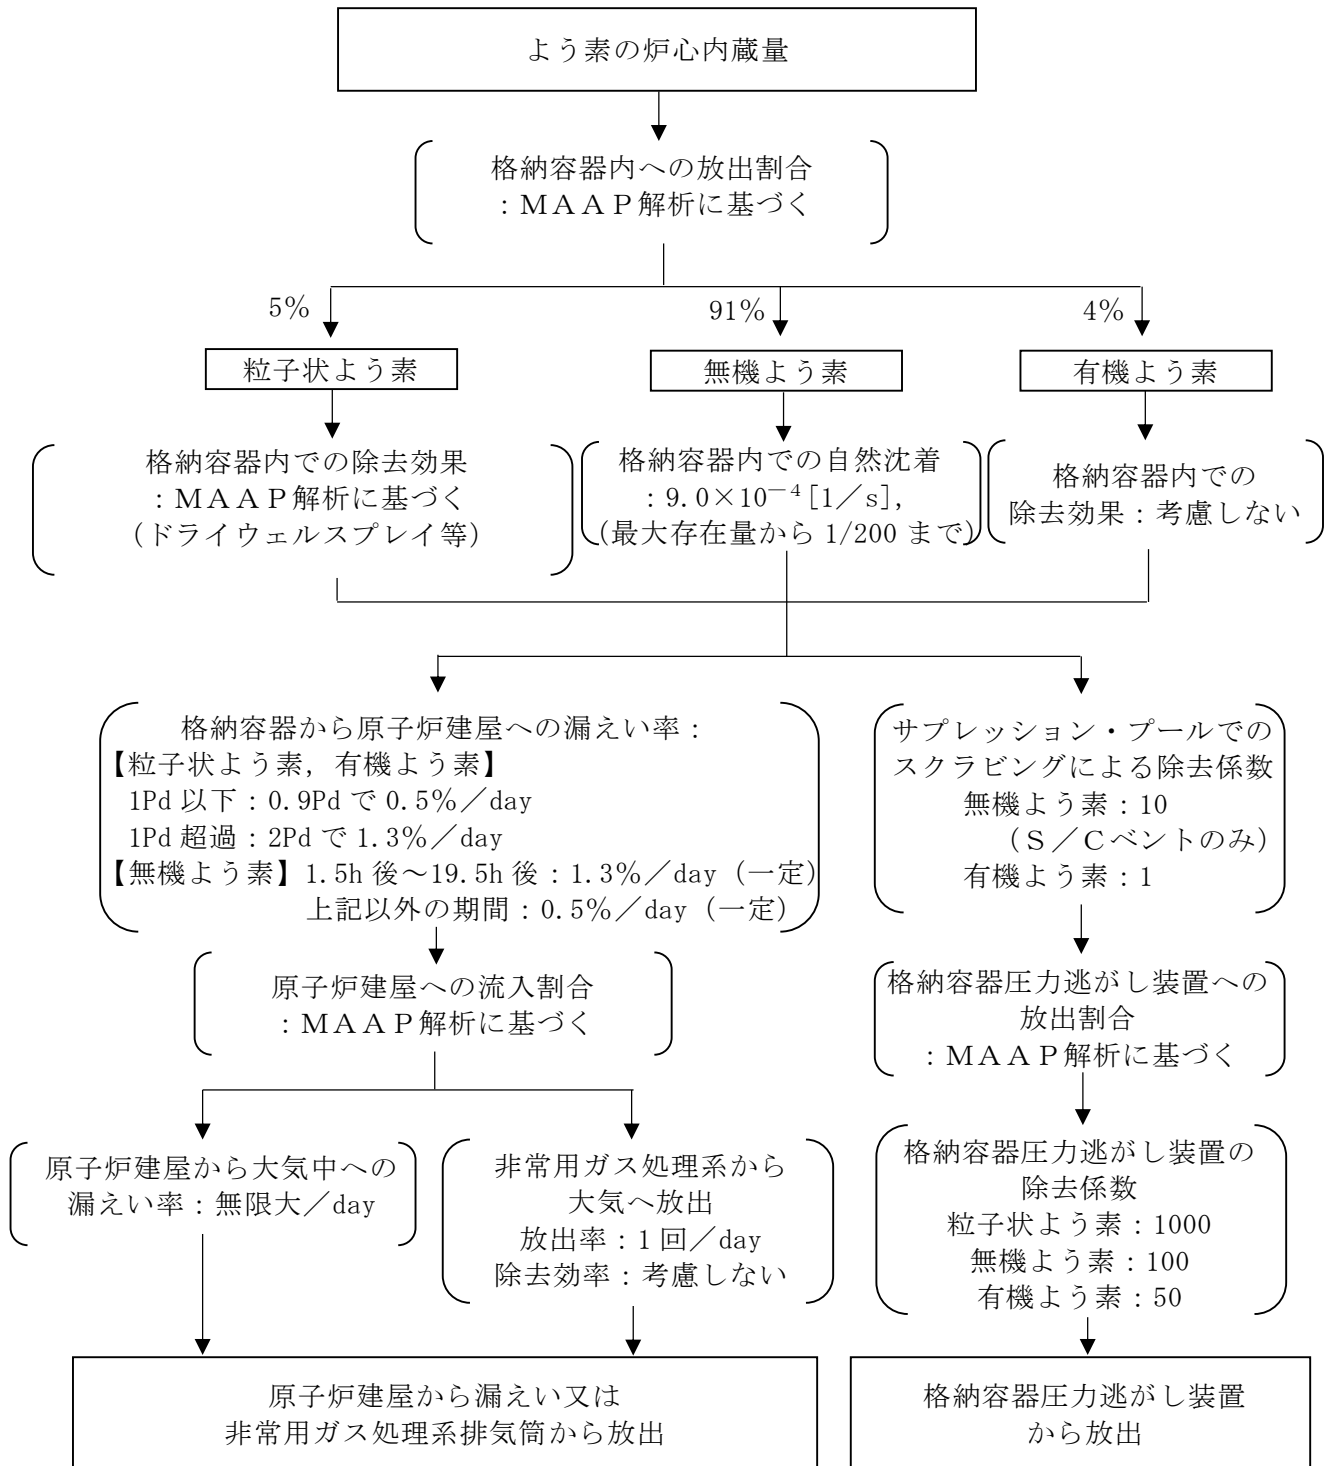 よう素の炉心内蔵量
格納容器内への放出割合
：ＭＡＡＰ解析に基づく
5%
91%
4%
粒子状よう素
無機よう素
有機よう素
格納容器内での除去効果
：ＭＡＡＰ解析に基づく
（ドライウェルスプレイ等）
格納容器内での自然沈着
：9.0×10⁻⁴[1／s]，
（最大存在量から 1/200 まで）
格納容器内での
除去効果：考慮しない
格納容器から原子炉建屋への漏えい率：
【粒子状よう素，有機よう素】
1Pd 以下：0.9Pd で 0.5%／day
1Pd 超過：2Pd で 1.3%／day
【無機よう素】1.5h 後～19.5h 後：1.3%／day（一定）
上記以外の期間：0.5%／day（一定）
サプレッション・プールでの
スクラビングによる除去係数
無機よう素：10
（Ｓ／Ｃベントのみ）
有機よう素：1
原子炉建屋への流入割合
：ＭＡＡＰ解析に基づく
格納容器圧力逃がし装置への
放出割合
：ＭＡＡＰ解析に基づく
原子炉建屋から大気中への
漏えい率：無限大／day
非常用ガス処理系から
大気へ放出
放出率：1 回／day
除去効率：考慮しない
格納容器圧力逃がし装置の
除去係数
粒子状よう素：1000
無機よう素：100
有機よう素：50
原子炉建屋から漏えい又は
非常用ガス処理系排気筒から放出
格納容器圧力逃がし装置
から放出